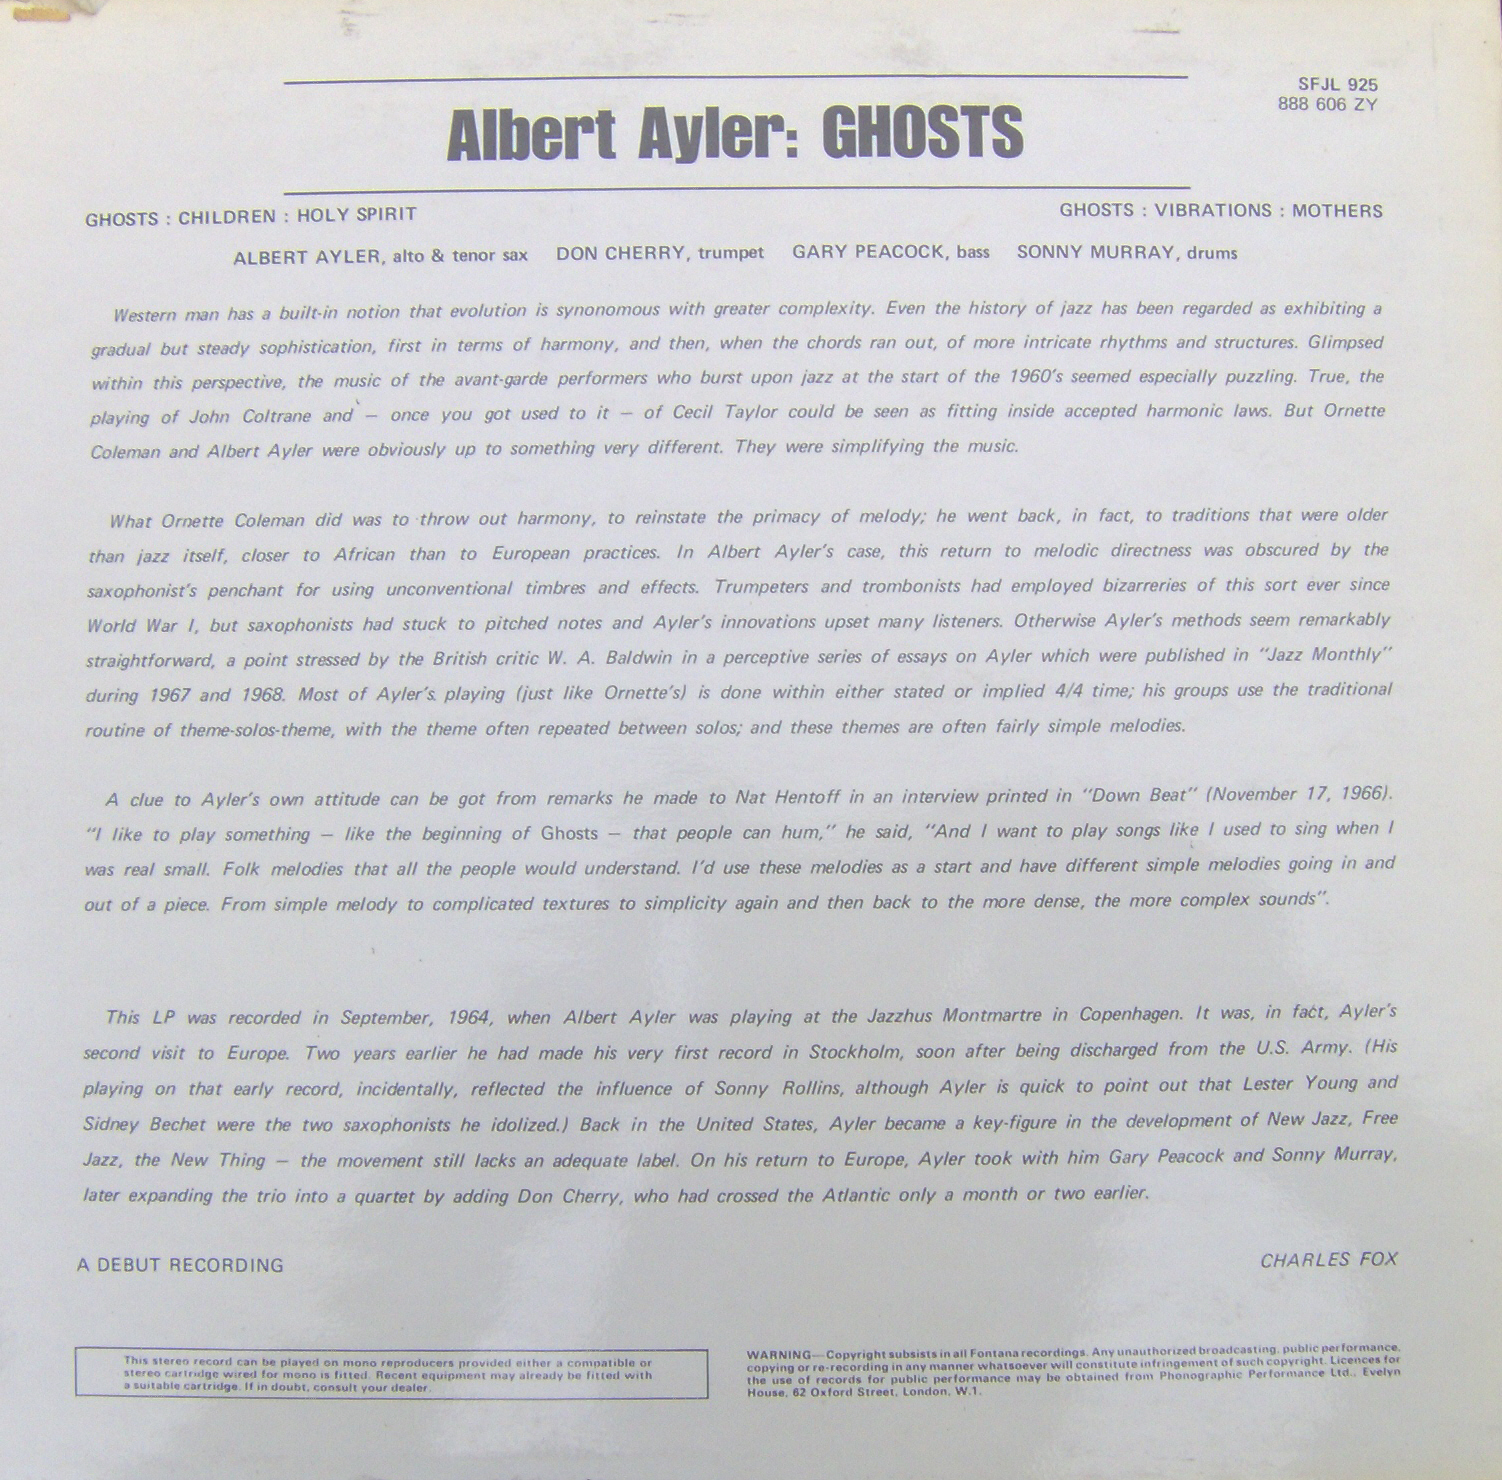 SFJL 925
888 606 ZY
Albert Ayler: GHOSTS
GHOSTS : CHILDREN : HOLY SPIRIT
GHOSTS : VIBRATIONS : MOTHERS
ALBERT AYLER, alto & tenor sax DON CHERRY, trumpet GARY PEACOCK, bass SONNY MURRAY, drums
Western man has a built-in notion that evolution is synonomous with greater complexity. Even the history of jazz has been regarded as exhibiting a
gradual but steady sophistication, first in terms of harmony, and then, when the chords ran out, of more intricate rhythms and structures. Glimpsed
within this perspective, the music of the avant-garde performers who burst upon jazz at the start of the 1960's seemed especially puzzling. True, the
playing of John Coltrane and — once you got used to it — of Cecil Taylor could be seen as fitting inside accepted harmonic laws. But Ornette
Coleman and Albert Ayler were obviously up to something very different. They were simplifying the music.
What Ornette Coleman did was to throw out harmony, to reinstate the primacy of melody; he went back, in fact, to traditions that were older
than jazz itself, closer to African than to European practices. In Albert Ayler's case, this return to melodic directness was obscured by the
saxophonist's penchant for using unconventional timbres and effects. Trumpeters and trombonists had employed bizarreries of this sort ever since
World War I, but saxophonists had stuck to pitched notes and Ayler's innovations upset many listeners. Otherwise Ayler's methods seem remarkably
straightforward, a point stressed by the British critic W. A. Baldwin in a perceptive series of essays on Ayler which were published in "Jazz Monthly"
during 1967 and 1968. Most of Ayler's playing (just like Ornette's) is done within either stated or implied 4/4 time; his groups use the traditional
routine of theme-solos-theme, with the theme often repeated between solos; and these themes are often fairly simple melodies.
A clue to Ayler's own attitude can be got from remarks he made to Nat Hentoff in an interview printed in "Down Beat" (November 17, 1966).
"I like to play something — like the beginning of Ghosts — that people can hum," he said, "And I want to play songs like I used to sing when I
was real small. Folk melodies that all the people would understand. I'd use these melodies as a start and have different simple melodies going in and
out of a piece. From simple melody to complicated textures to simplicity again and then back to the more dense, the more complex sounds".
This LP was recorded in September, 1964, when Albert Ayler was playing at the Jazzhus Montmartre in Copenhagen. It was, in fact, Ayler's
second visit to Europe. Two years earlier he had made his very first record in Stockholm, soon after being discharged from the U.S. Army. (His
playing on that early record, incidentally, reflected the influence of Sonny Rollins, although Ayler is quick to point out that Lester Young and
Sidney Bechet were the two saxophonists he idolized.) Back in the United States, Ayler became a key-figure in the development of New Jazz, Free
Jazz, the New Thing — the movement still lacks an adequate label. On his return to Europe, Ayler took with him Gary Peacock and Sonny Murray,
later expanding the trio into a quartet by adding Don Cherry, who had crossed the Atlantic only a month or two earlier.
A DEBUT RECORDING
CHARLES FOX
This stereo record can be played on mono reproducers provided either a compatible or
stereo cartridge wired for mono is fitted. Recent equipment may already be fitted with
a suitable cartridge. If in doubt, consult your dealer.
WARNING—Copyright subsists in all Fontana recordings. Any unauthorized broadcasting, public performance,
copying or re-recording in any manner whatsoever will constitute infringement of such copyright. Licences for
the use of records for public performance may be obtained from Phonographic Performance Ltd., Evelyn
House, 62 Oxford Street, London, W.1.